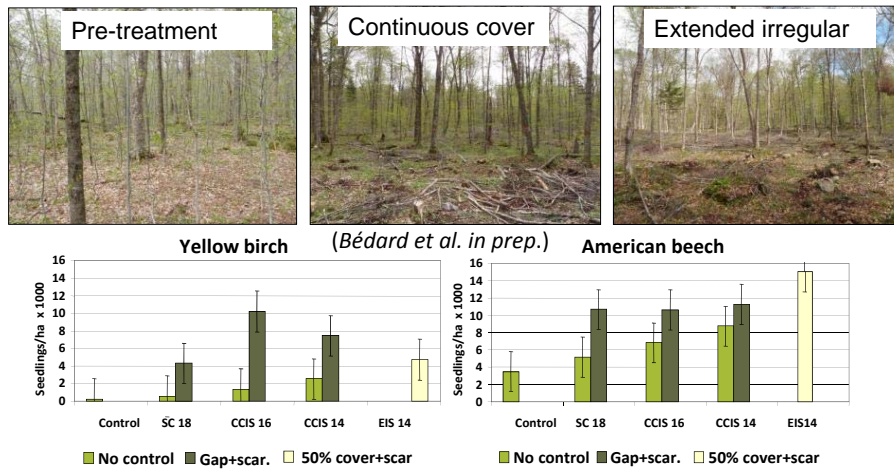 Pre-treatment
Continuous cover
Extended irregular
(Bédard et al. in prep.)
Yellow birch
Seedlings/ha x 1000
16
14
12
10
8
6
4
2
0
Control SC 18 CCIS 16 CCIS 14 EIS 14
No control Gap+scar. 50% cover+scar
American beech
Seedlings/ha x 1000
16
14
12
10
8
6
4
2
0
Control SC 18 CCIS 16 CCIS 14 EIS14
No control Gap+scar. 50% cover+scar